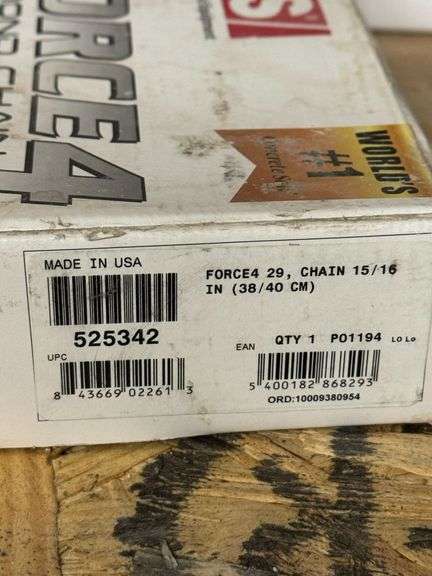 FORCE4
WORLD'S
#1
MADE IN USA
525342
FORCE4 29, CHAIN 15/16
IN (38/40 CM)
UPC
8 43669 02261 3
EAN
QTY 1 P01194 LO LO
5 400182 868293
ORD:10009380954